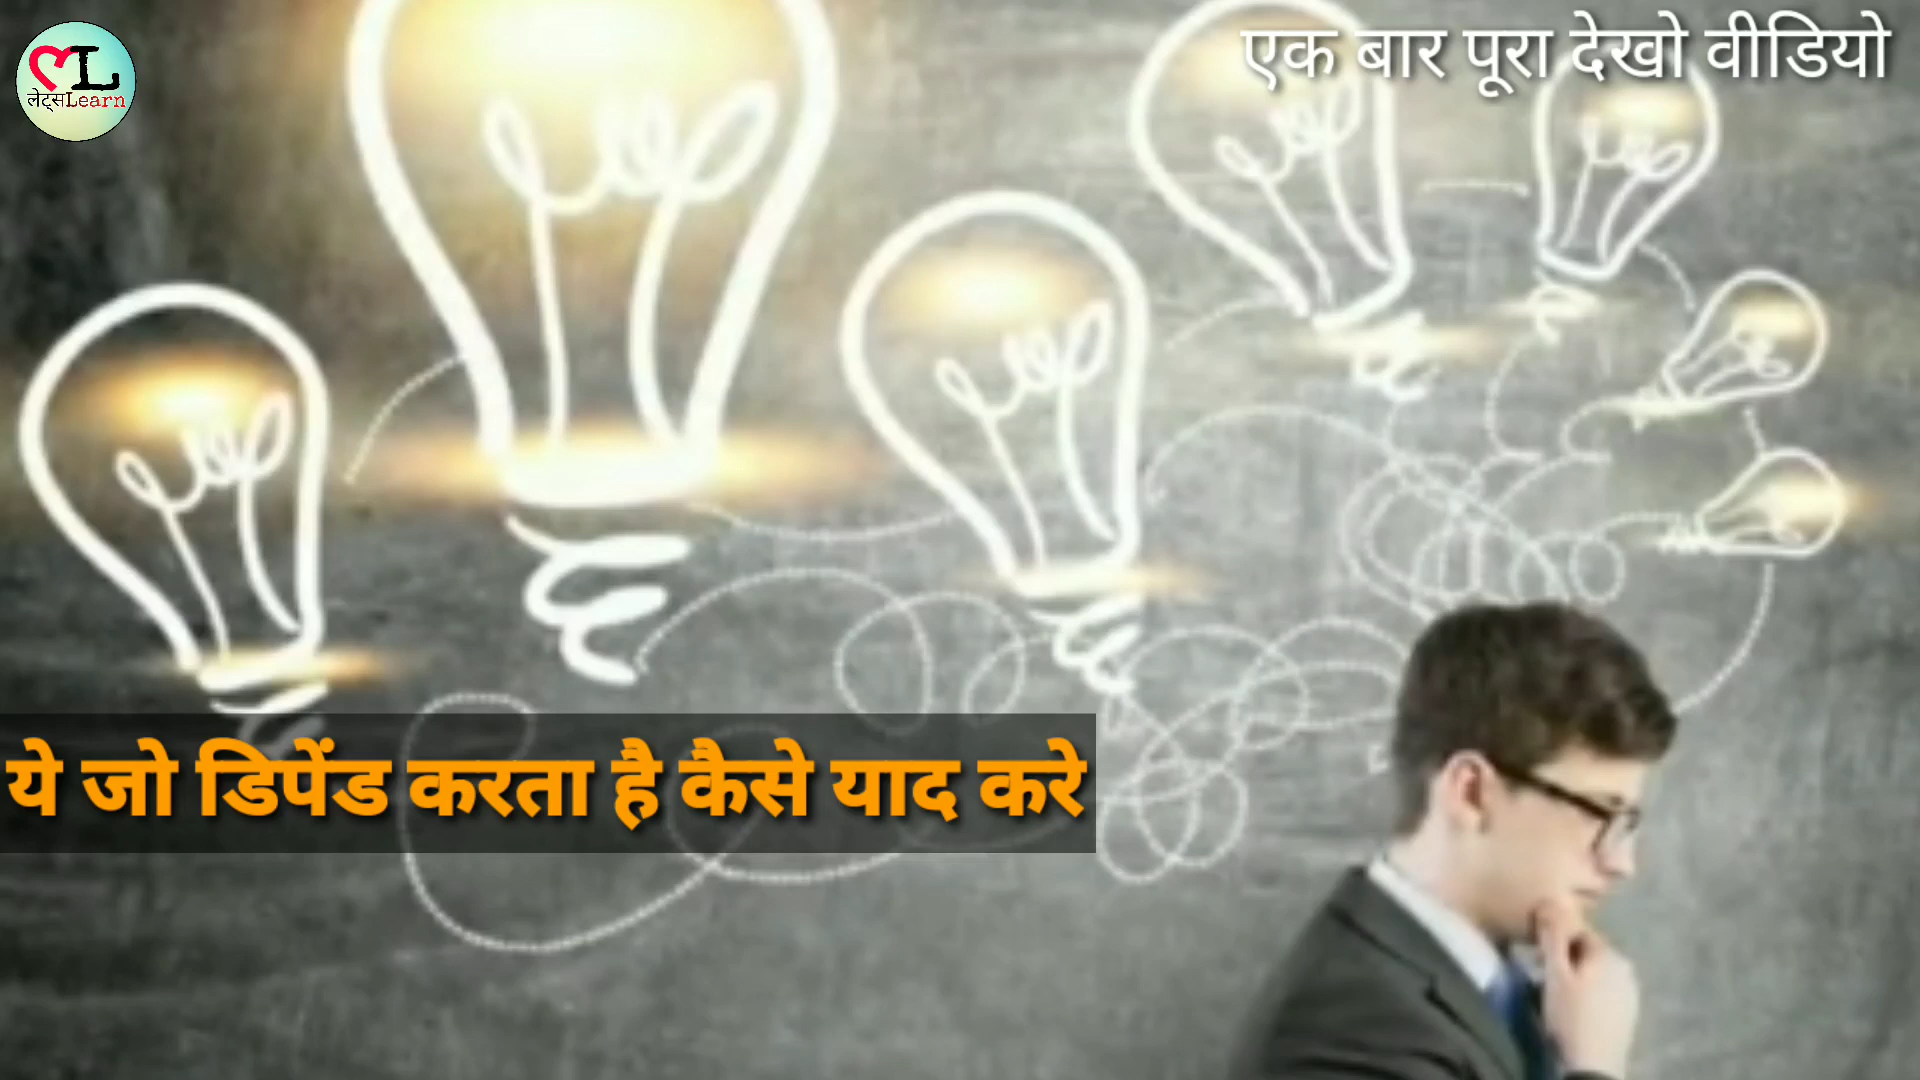 L
लेट्सLearn
एक बार पूरा देखो वीडियो
ये जो डिपेंड करता है कैसे याद करे